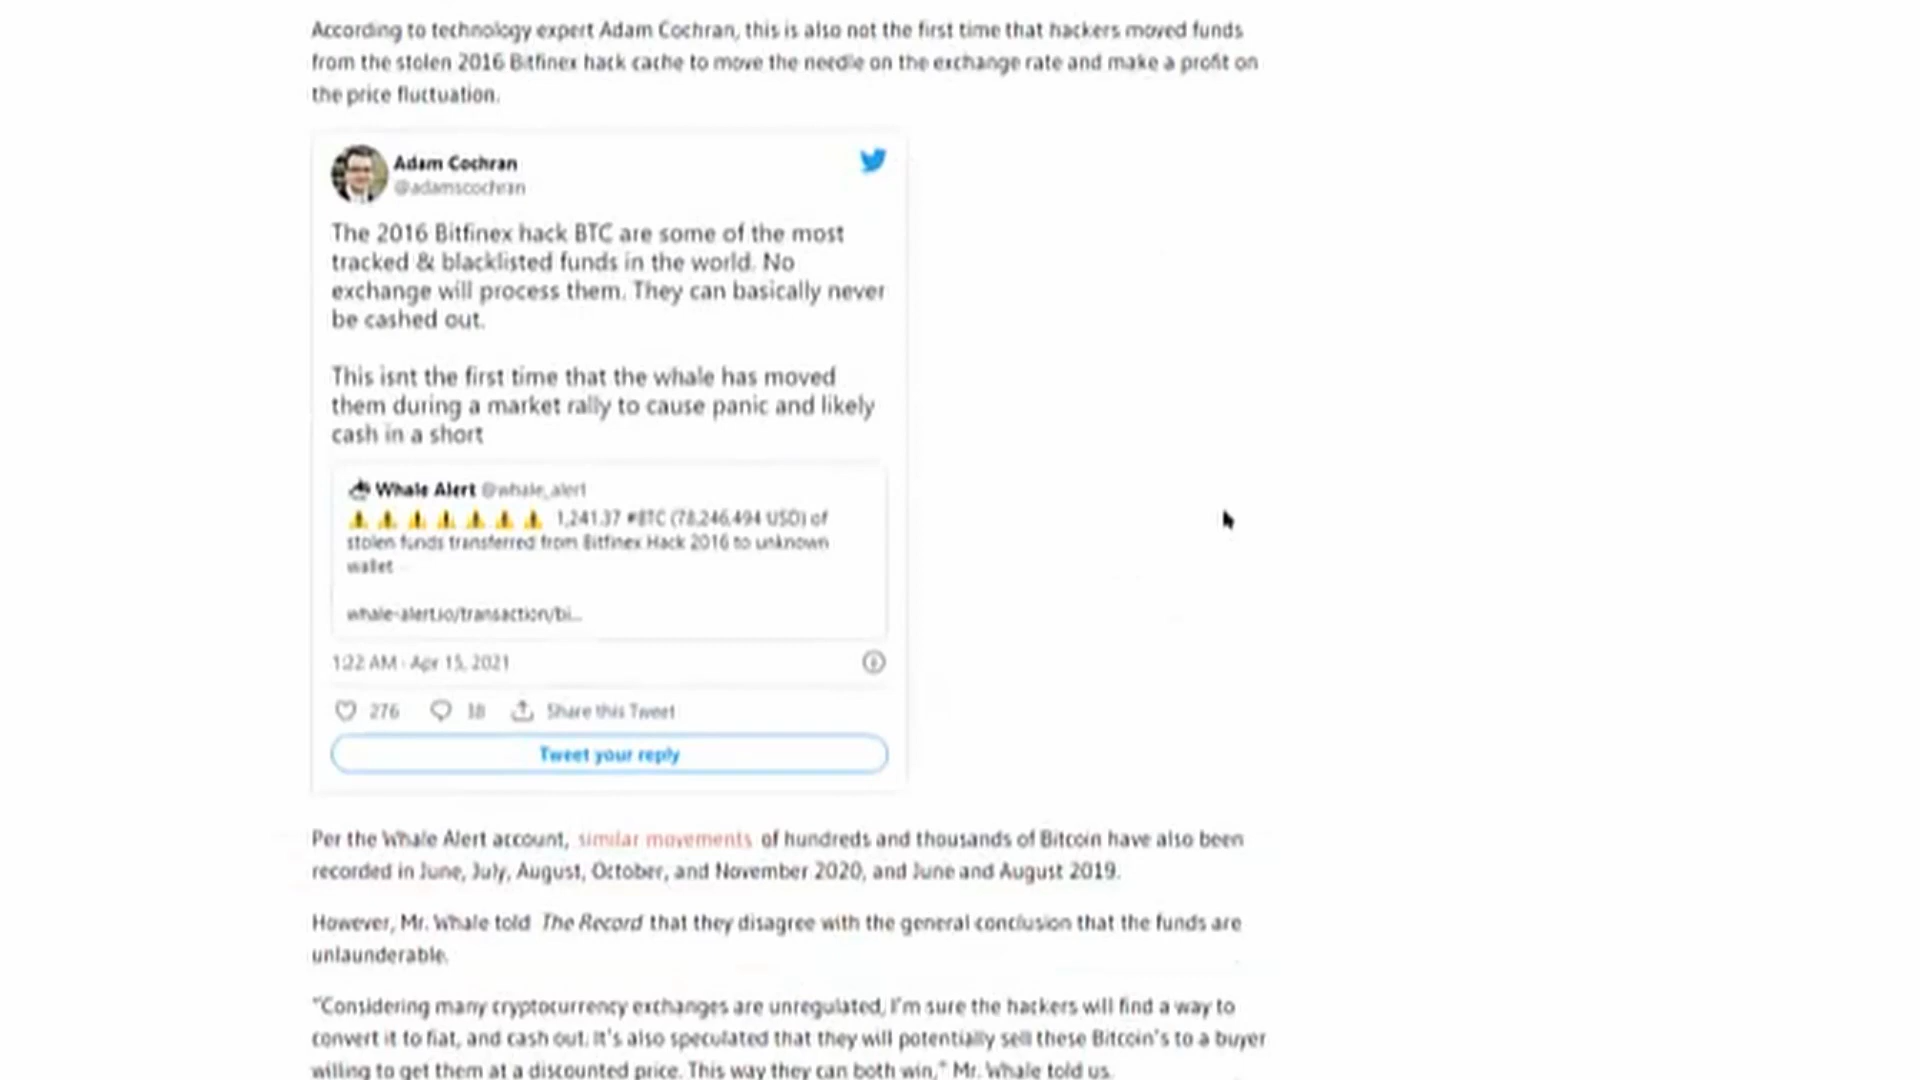 According to technology expert Adam Cochran, this is also not the first time that hackers moved funds
from the stolen 2016 Bitfinex hack cache to move the needle on the exchange rate and make a profit on
the price fluctuation.
Adam Cochran
@adamscochran
The 2016 Bitfinex hack BTC are some of the most
tracked & blacklisted funds in the world. No
exchange will process them. They can basically never
be cashed out.
This isnt the first time that the whale has moved
them during a market rally to cause panic and likely
cash in a short
Whale Alert @whale_alert
1,241.37 #BTC (78,246,494 USD) of
stolen funds transferred from Bitfinex Hack 2016 to unknown
wallet
whale-alert.io/transaction/bi...
1:22 AM · Apr 15, 2021
276 18 Share this Tweet
Tweet your reply
Per the Whale Alert account, similar movements of hundreds and thousands of Bitcoin have also been
recorded in June, July, August, October, and November 2020, and June and August 2019.
However, Mr. Whale told The Record that they disagree with the general conclusion that the funds are
unlaunderable.
"Considering many cryptocurrency exchanges are unregulated, I'm sure the hackers will find a way to
convert it to fiat, and cash out. It's also speculated that they will potentially sell these Bitcoin's to a buyer
willing to get them at a discounted price. This way they can both win," Mr. Whale told us.